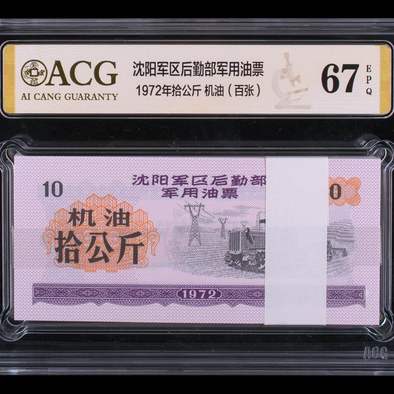 ACG
AI CANG GUARANTY
沈阳军区后勤部军用油票
1972年拾公斤 机油（百张）
67 EPQ
10
沈阳军区后勤部
军用油票
0
机油
拾公斤
1972
ACG